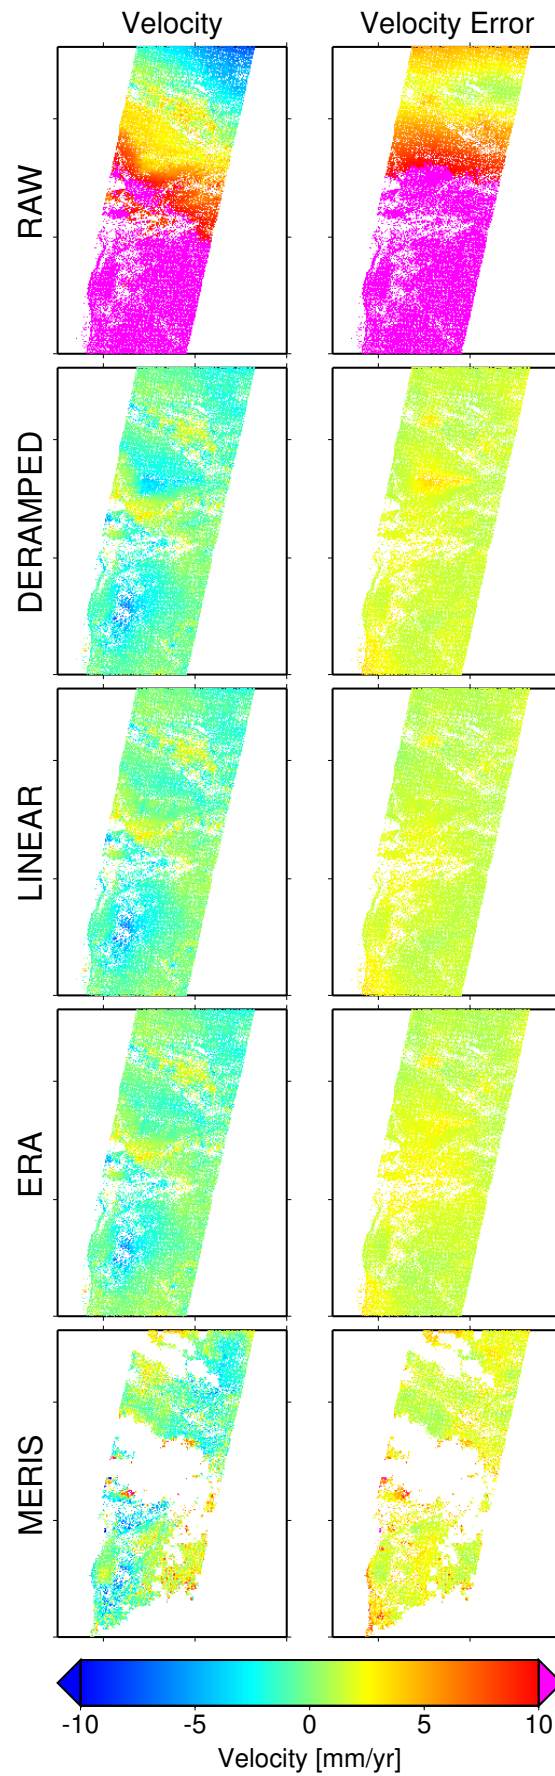 Velocity Velocity Error
RAW
DERAMPED
LINEAR
ERA
MERIS
-10 -5 0 5 10
Velocity [mm/yr]